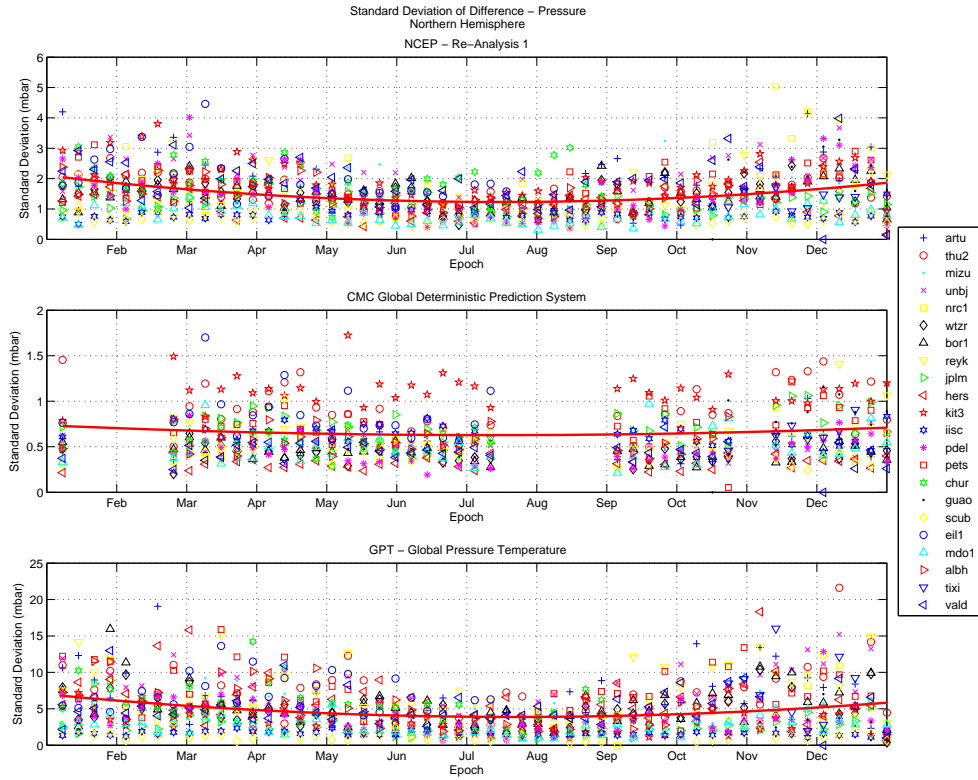 Standard Deviation of Difference − Pressure
Northern Hemisphere
NCEP − Re−Analysis 1
6
5
4
3
2
1
0
Standard Deviation (mbar)
Feb Mar Apr May Jun Jul Aug Sep Oct Nov Dec
Epoch
CMC Global Deterministic Prediction System
2
1.5
1
0.5
0
Standard Deviation (mbar)
Feb Mar Apr May Jun Jul Aug Sep Oct Nov Dec
Epoch
GPT − Global Pressure Temperature
25
20
15
10
5
0
Standard Deviation (mbar)
Feb Mar Apr May Jun Jul Aug Sep Oct Nov Dec
Epoch
artu
thu2
mizu
unbj
nrc1
wtzr
bor1
reyk
jplm
hers
kit3
iisc
pdel
pets
chur
guao
scub
eil1
mdo1
albh
tixi
vald